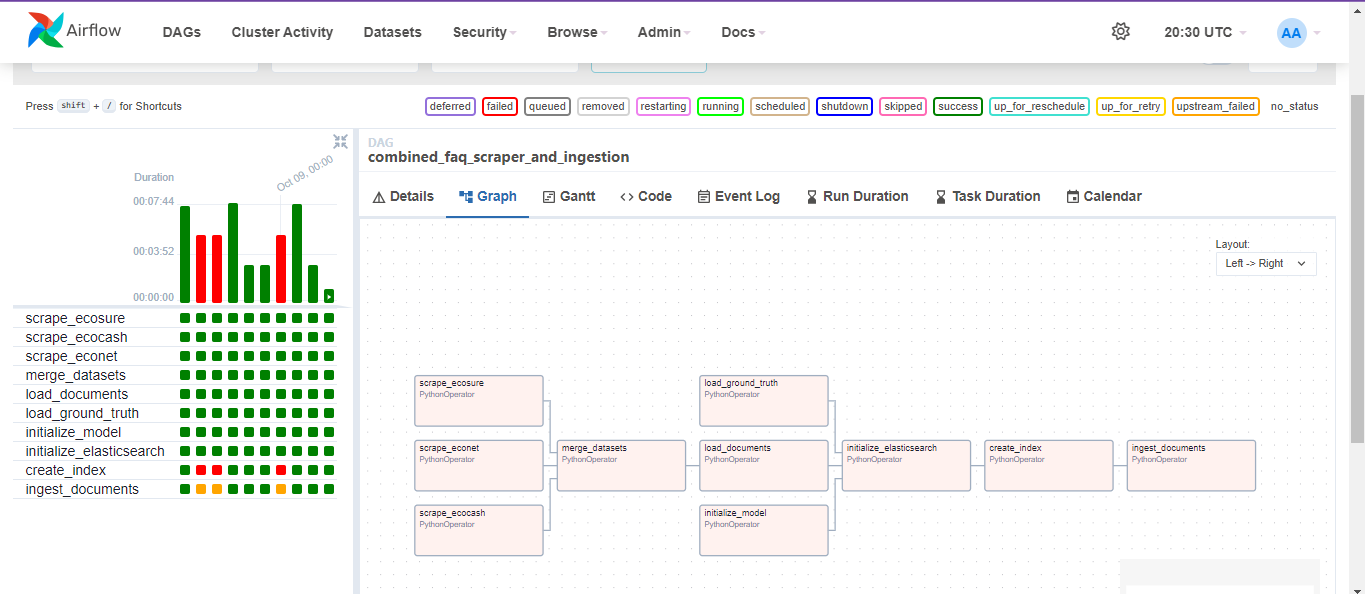 Airflow DAGs Cluster Activity Datasets Security Browse Admin Docs 20:30 UTC AA
Press shift + / for Shortcuts
deferred failed queued removed restarting running scheduled shutdown skipped success up_for_reschedule up_for_retry upstream_failed no_status
Duration
Oct 09, 00:00
00:07:44
00:03:52
00:00:00
scrape_ecosure
scrape_ecocash
scrape_econet
merge_datasets
load_documents
load_ground_truth
initialize_model
initialize_elasticsearch
create_index
ingest_documents
DAG
combined_faq_scraper_and_ingestion
Details Graph Gantt Code Event Log Run Duration Task Duration Calendar
Layout:
Left -> Right
scrape_ecosure
PythonOperator
load_ground_truth
PythonOperator
scrape_econet
PythonOperator
merge_datasets
PythonOperator
load_documents
PythonOperator
initialize_elasticsearch
PythonOperator
create_index
PythonOperator
ingest_documents
PythonOperator
scrape_ecocash
PythonOperator
initialize_model
PythonOperator